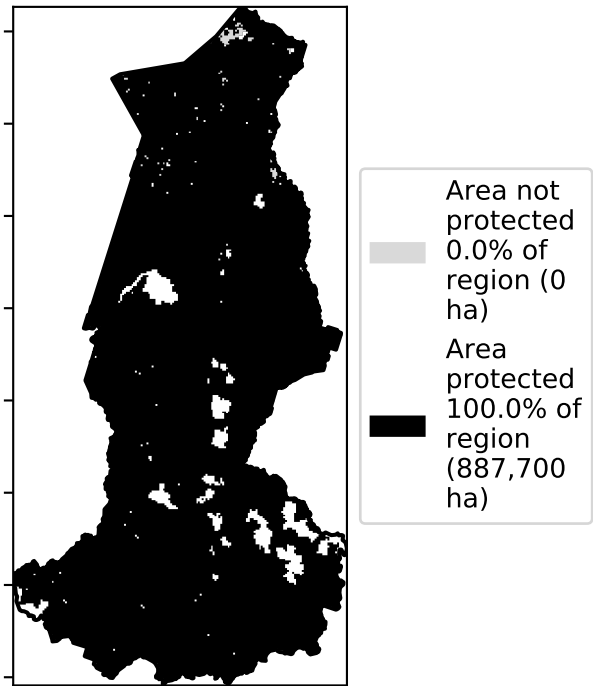 Area not
protected
0.0% of
region (0
ha)
Area
protected
100.0% of
region
(887,700
ha)